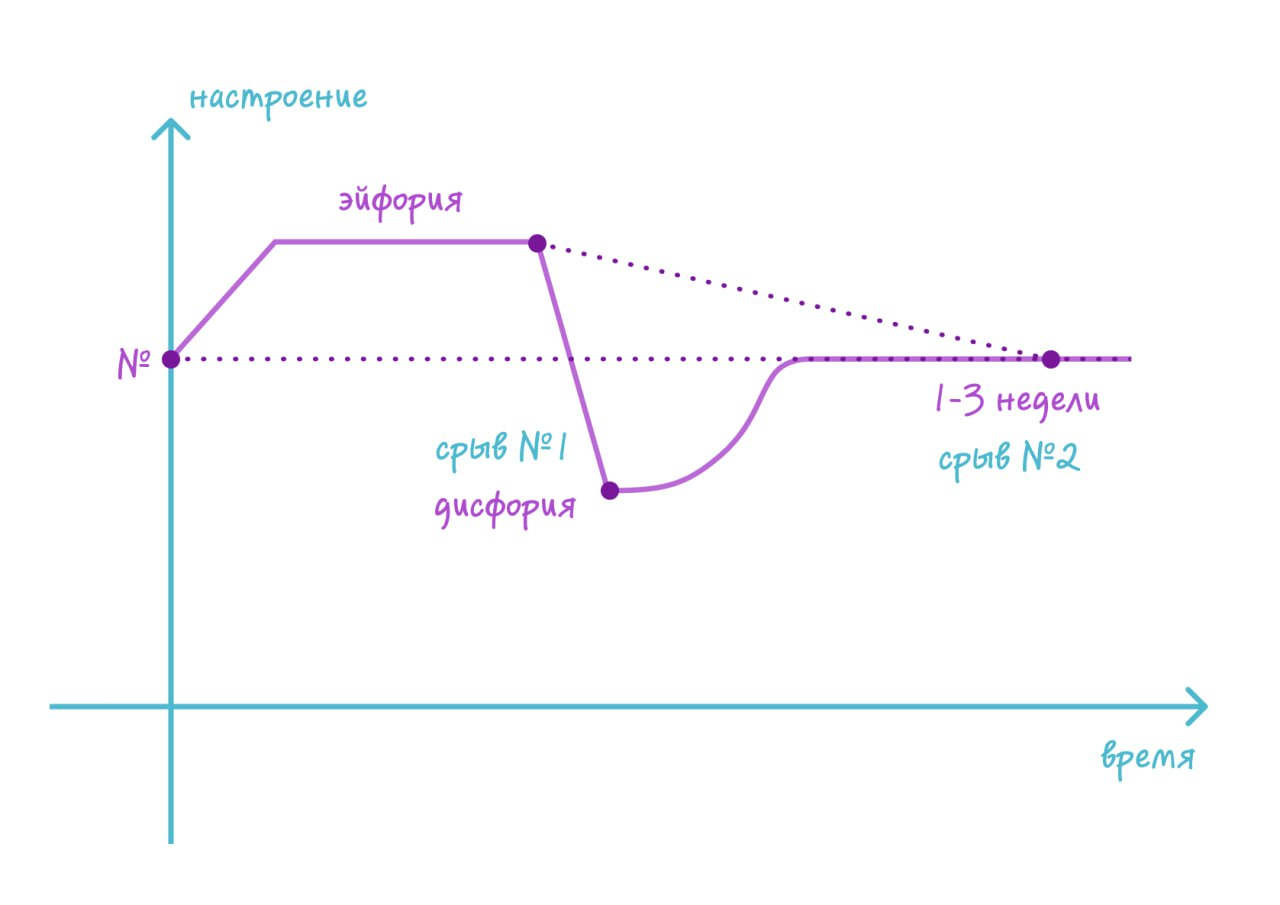 настроение
эйфория
№
1-3 недели
срыв №1
срыв №2
дисфория
время